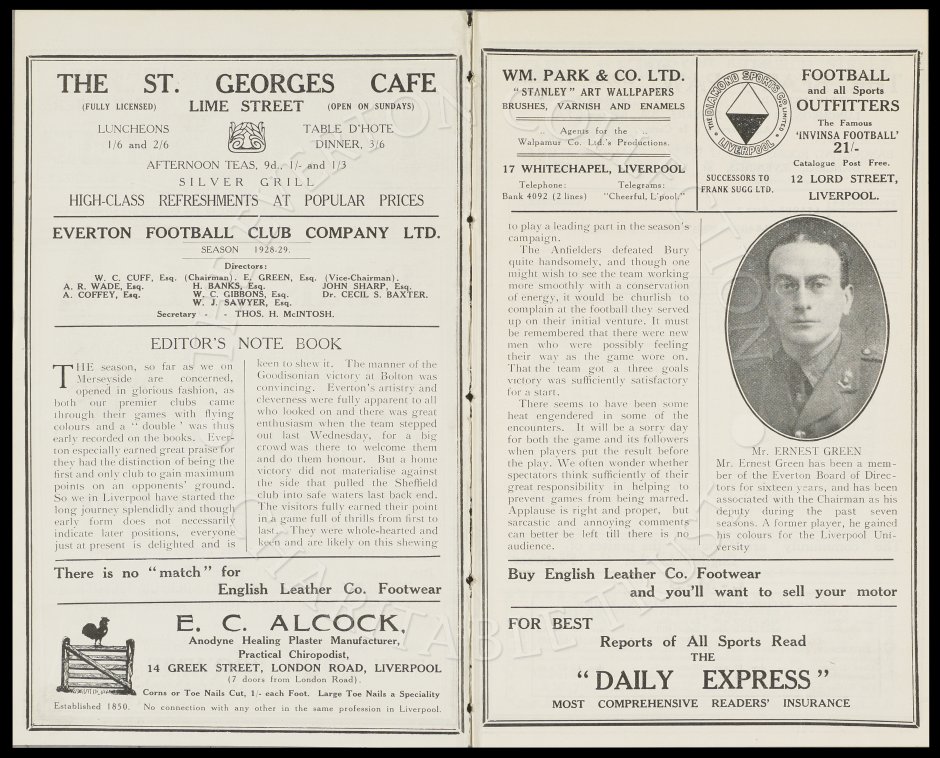 THE ST. GEORGES CAFE
(FULLY LICENSED) LIME STREET (OPEN ON SUNDAYS)
LUNCHEONS
1/6 and 2/6
TABLE D'HOTE
DINNER, 3/6
AFTERNOON TEAS, 9d., 1/- and 1/3
SILVER GRILL
HIGH-CLASS REFRESHMENTS AT POPULAR PRICES
EVERTON FOOTBALL CLUB COMPANY LTD.
SEASON 1928-29.
Directors:
W. C. CUFF, Esq. (Chairman). E. GREEN, Esq. (Vice-Chairman).
A. R. WADE, Esq. H. BANKS, Esq. JOHN SHARP, Esq.
A. COFFEY, Esq. W. C. GIBBONS, Esq. Dr. CECIL S. BAXTER.
W. J. SAWYER, Esq.
Secretary - - THOS. H. McINTOSH.
EDITOR'S NOTE BOOK
THE season, so far as we on
Merseyside are concerned,
opened in glorious fashion, as
both our premier clubs came
through their games with flying
colours and a "double' was thus
early recorded on the books. Ever-
ton especially earned great praise for
they had the distinction of being the
first and only club to gain maximum
points on an opponents' ground.
So we in Liverpool have started the
long journey splendidly and though
early form does not necessarily
indicate later positions, everyone
just at present is delighted and is
keen to shew it. The manner of the
Goodisonian victory at Bolton was
convincing. Everton's artistry and
cleverness were fully apparent to all
who looked on and there was great
enthusiasm when the team stepped
out last Wednesday, for a big
crowd was there to welcome them
and do them honour. But a home
victory did not materialise against
the side that pulled the Sheffield
club into safe waters last back end.
The visitors fully earned their point
in a game full of thrills from first to
last. They were whole-hearted and
keen and are likely on this shewing
There is no "match" for
English Leather Co. Footwear
E. C. ALCOCK,
Anodyne Healing Plaster Manufacturer,
Practical Chiropodist,
14 GREEK STREET, LONDON ROAD, LIVERPOOL
(7 doors from London Road).
Corns or Toe Nails Cut, 1/- each Foot. Large Toe Nails a Speciality
Established 1850. No connection with any other in the same profession in Liverpool.
WM. PARK & CO. LTD.
"STANLEY" ART WALLPAPERS
BRUSHES, VARNISH AND ENAMELS
.. Agents for the ..
Walpamur Co. Ltd.'s Productions.
17 WHITECHAPEL, LIVERPOOL
Telephone: Telegrams:
Bank 4092 (2 lines) "Cheerful, L'pool."
THE DIAMOND SPORTS CO LIMITED
LIVERPOOL
SUCCESSORS TO
FRANK SUGG LTD.
FOOTBALL
and all Sports
OUTFITTERS
The Famous
'INVINSA FOOTBALL'
21/-
Catalogue Post Free.
12 LORD STREET,
LIVERPOOL.
to play a leading part in the season's
campaign.
The Anfielders defeated Bury
quite handsomely, and though one
might wish to see the team working
more smoothly with a conservation
of energy, it would be churlish to
complain at the football they served
up on their initial venture. It must
be remembered that there were new
men who were possibly feeling
their way as the game wore on.
That the team got a three goals
victory was sufficiently satisfactory
for a start.
There seems to have been some
heat engendered in some of the
encounters. It will be a sorry day
for both the game and its followers
when players put the result before
the play. We often wonder whether
spectators think sufficiently of their
great responsibility in helping to
prevent games from being marred.
Applause is right and proper, but
sarcastic and annoying comments
can better be left till there is no
audience.
Mr. ERNEST GREEN
Mr. Ernest Green has been a mem-
ber of the Everton Board of Direc-
tors for sixteen years, and has been
associated with the Chairman as his
deputy during the past seven
seasons. A former player, he gained
his colours for the Liverpool Uni-
versity
Buy English Leather Co. Footwear
and you'll want to sell your motor
FOR BEST
Reports of All Sports Read
THE
"DAILY EXPRESS"
MOST COMPREHENSIVE READERS' INSURANCE
EVERTON COLLECTION
CHARITABLE TRUST